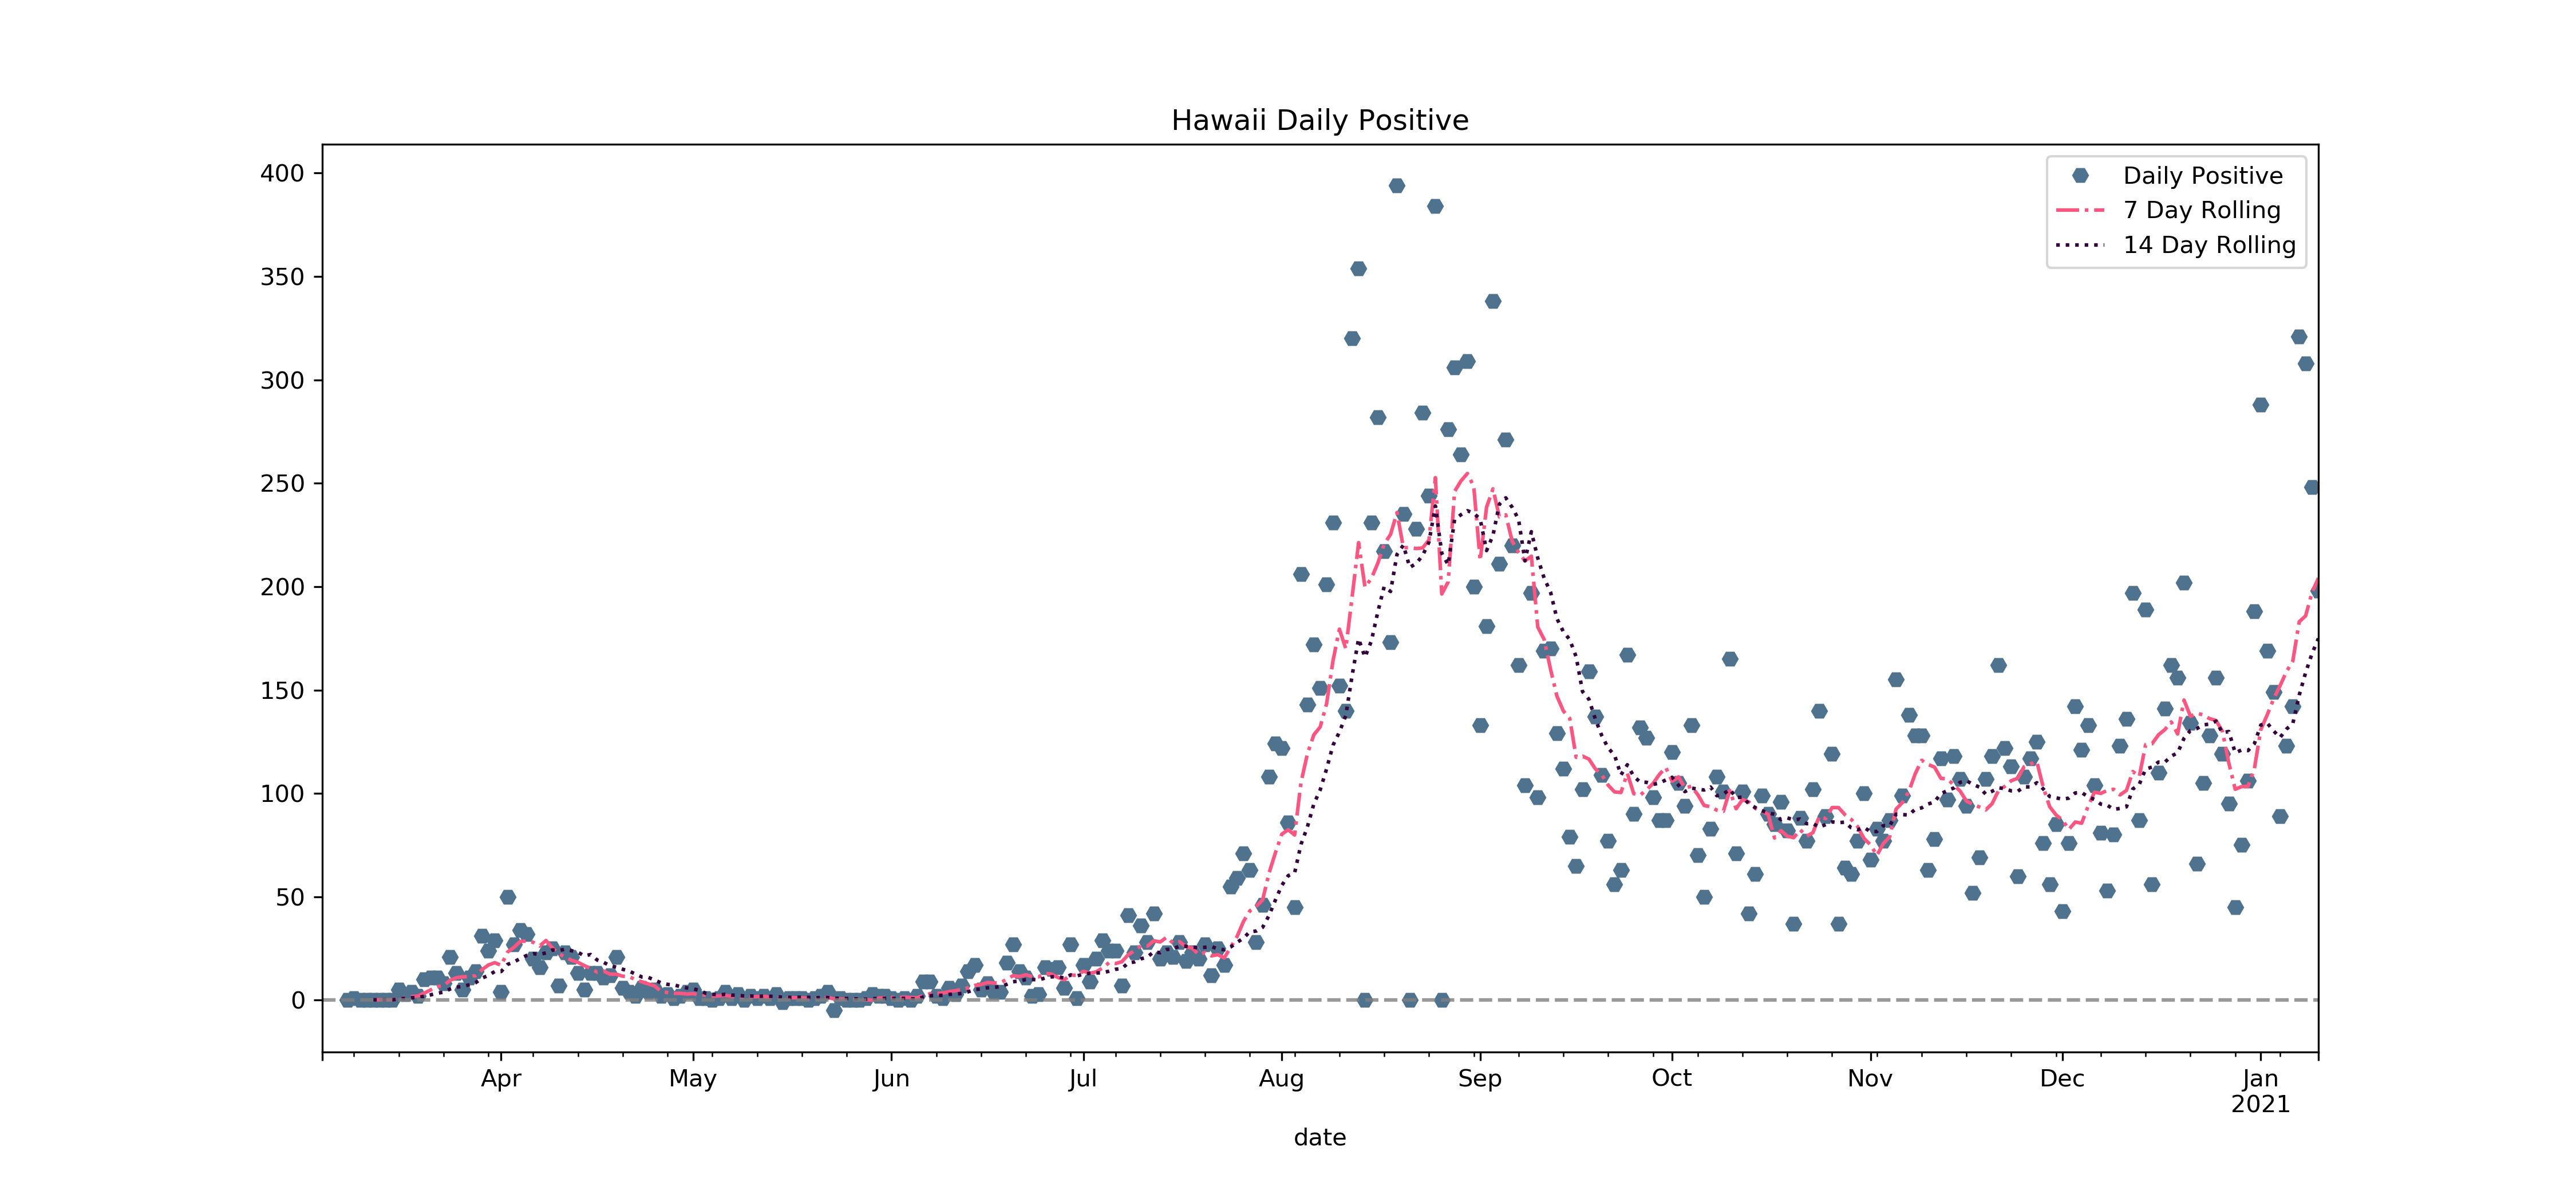 Hawaii Daily Positive
400
350
300
250
200
150
100
50
0
Daily Positive
7 Day Rolling
14 Day Rolling
Apr May Jun Jul Aug Sep Oct Nov Dec Jan
2021
date